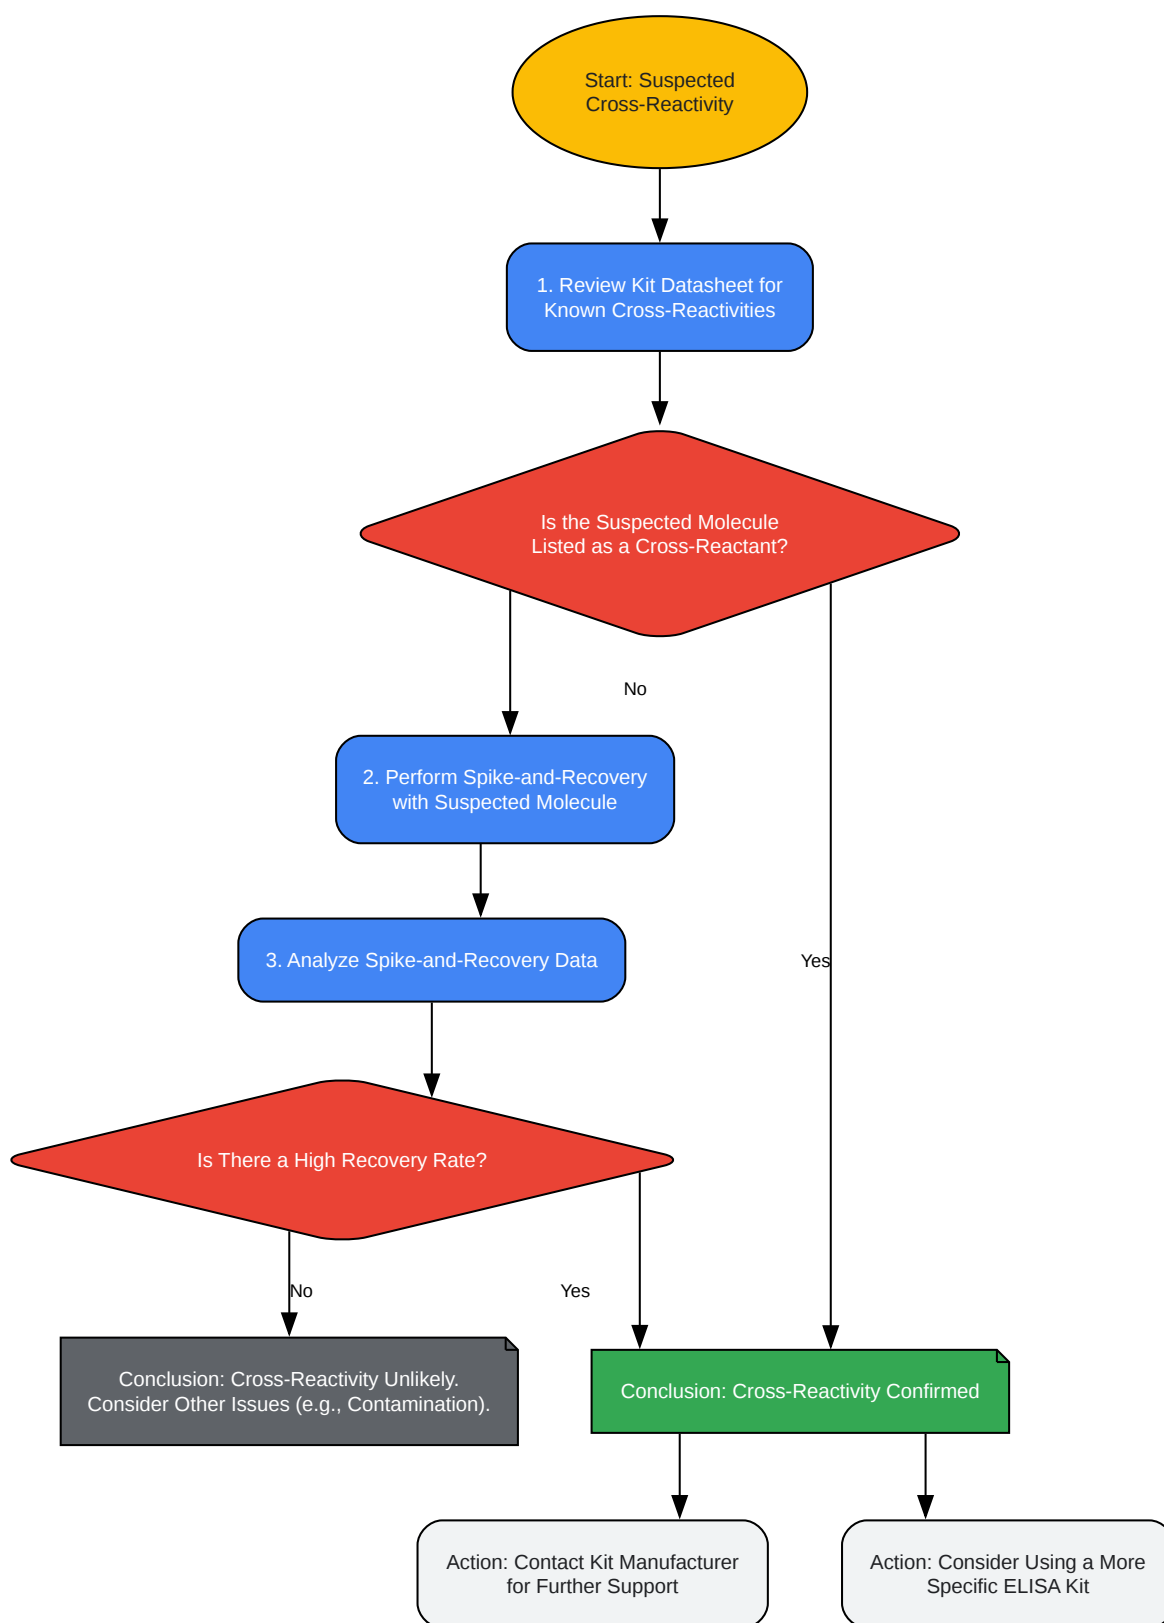 Start: Suspected
Cross-Reactivity
1. Review Kit Datasheet for
Known Cross-Reactivities
Is the Suspected Molecule
Listed as a Cross-Reactant?
No
2. Perform Spike-and-Recovery
with Suspected Molecule
3. Analyze Spike-and-Recovery Data
Yes
Is There a High Recovery Rate?
No
Yes
Conclusion: Cross-Reactivity Unlikely.
Consider Other Issues (e.g., Contamination).
Conclusion: Cross-Reactivity Confirmed
Action: Contact Kit Manufacturer
for Further Support
Action: Consider Using a More
Specific ELISA Kit